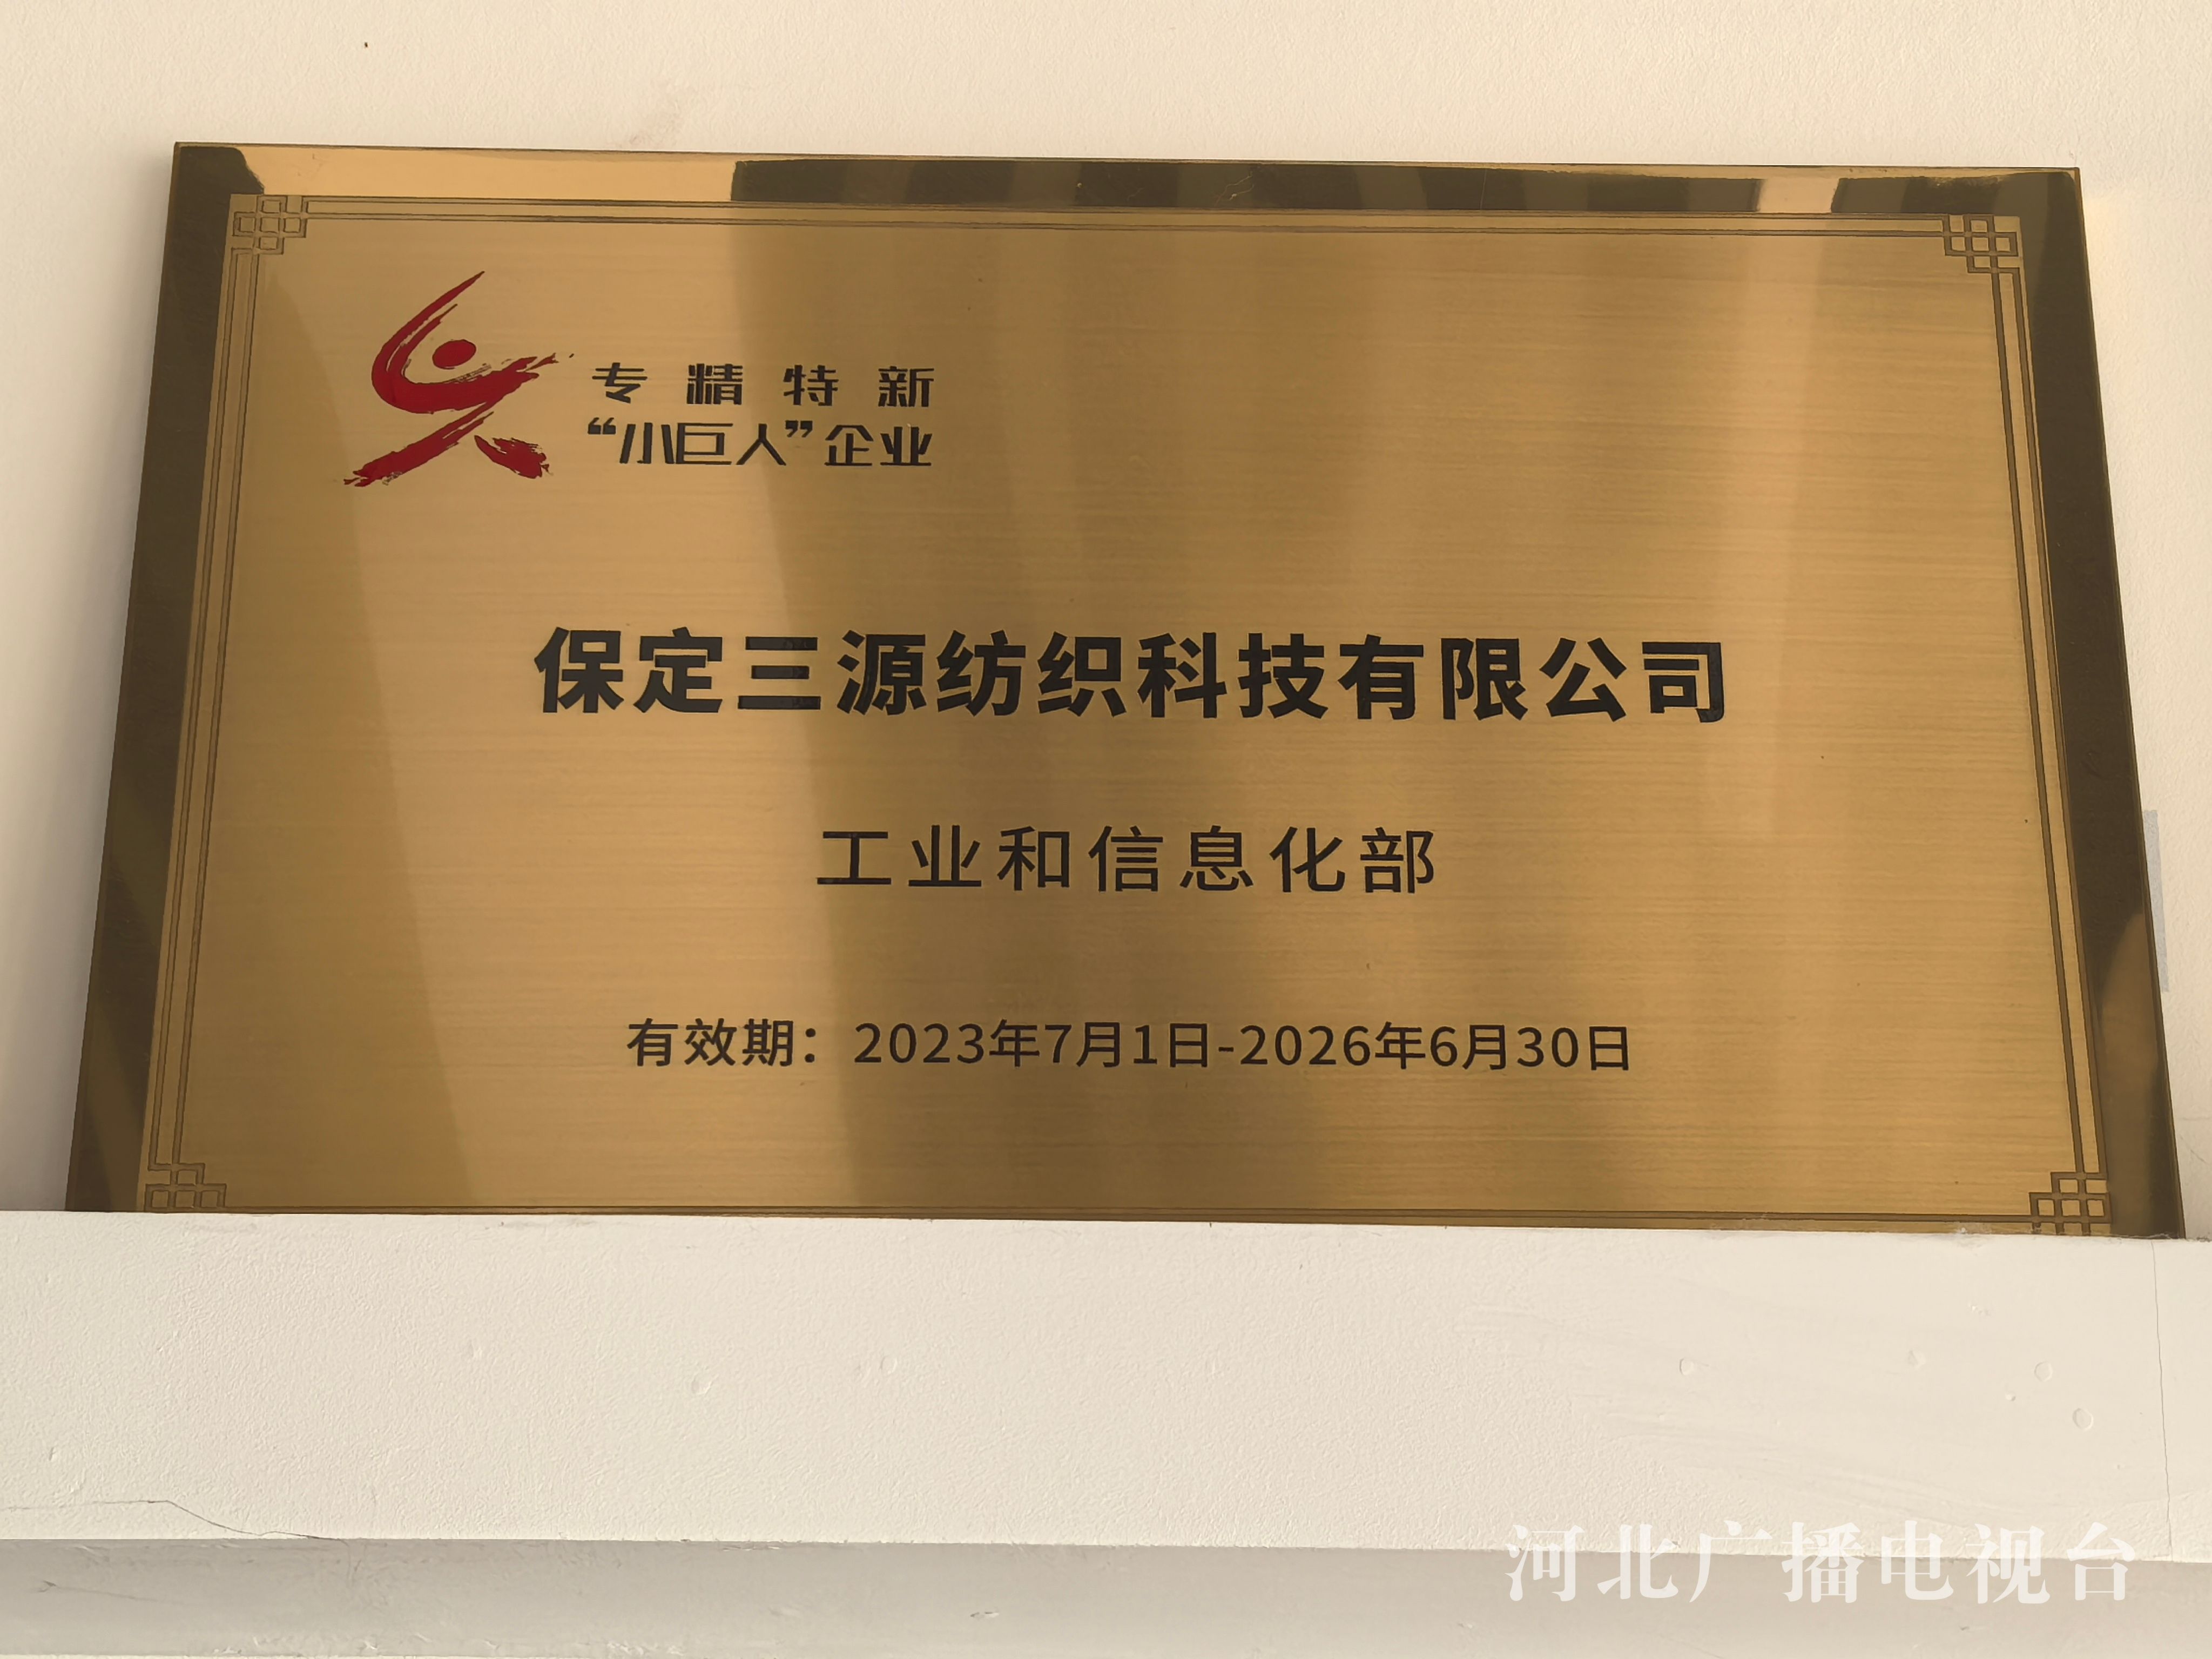 专精特新
“小巨人”企业
保定三源纺织科技有限公司
工业和信息化部
有效期：2023年7月1日-2026年6月30日
河北广播电视台